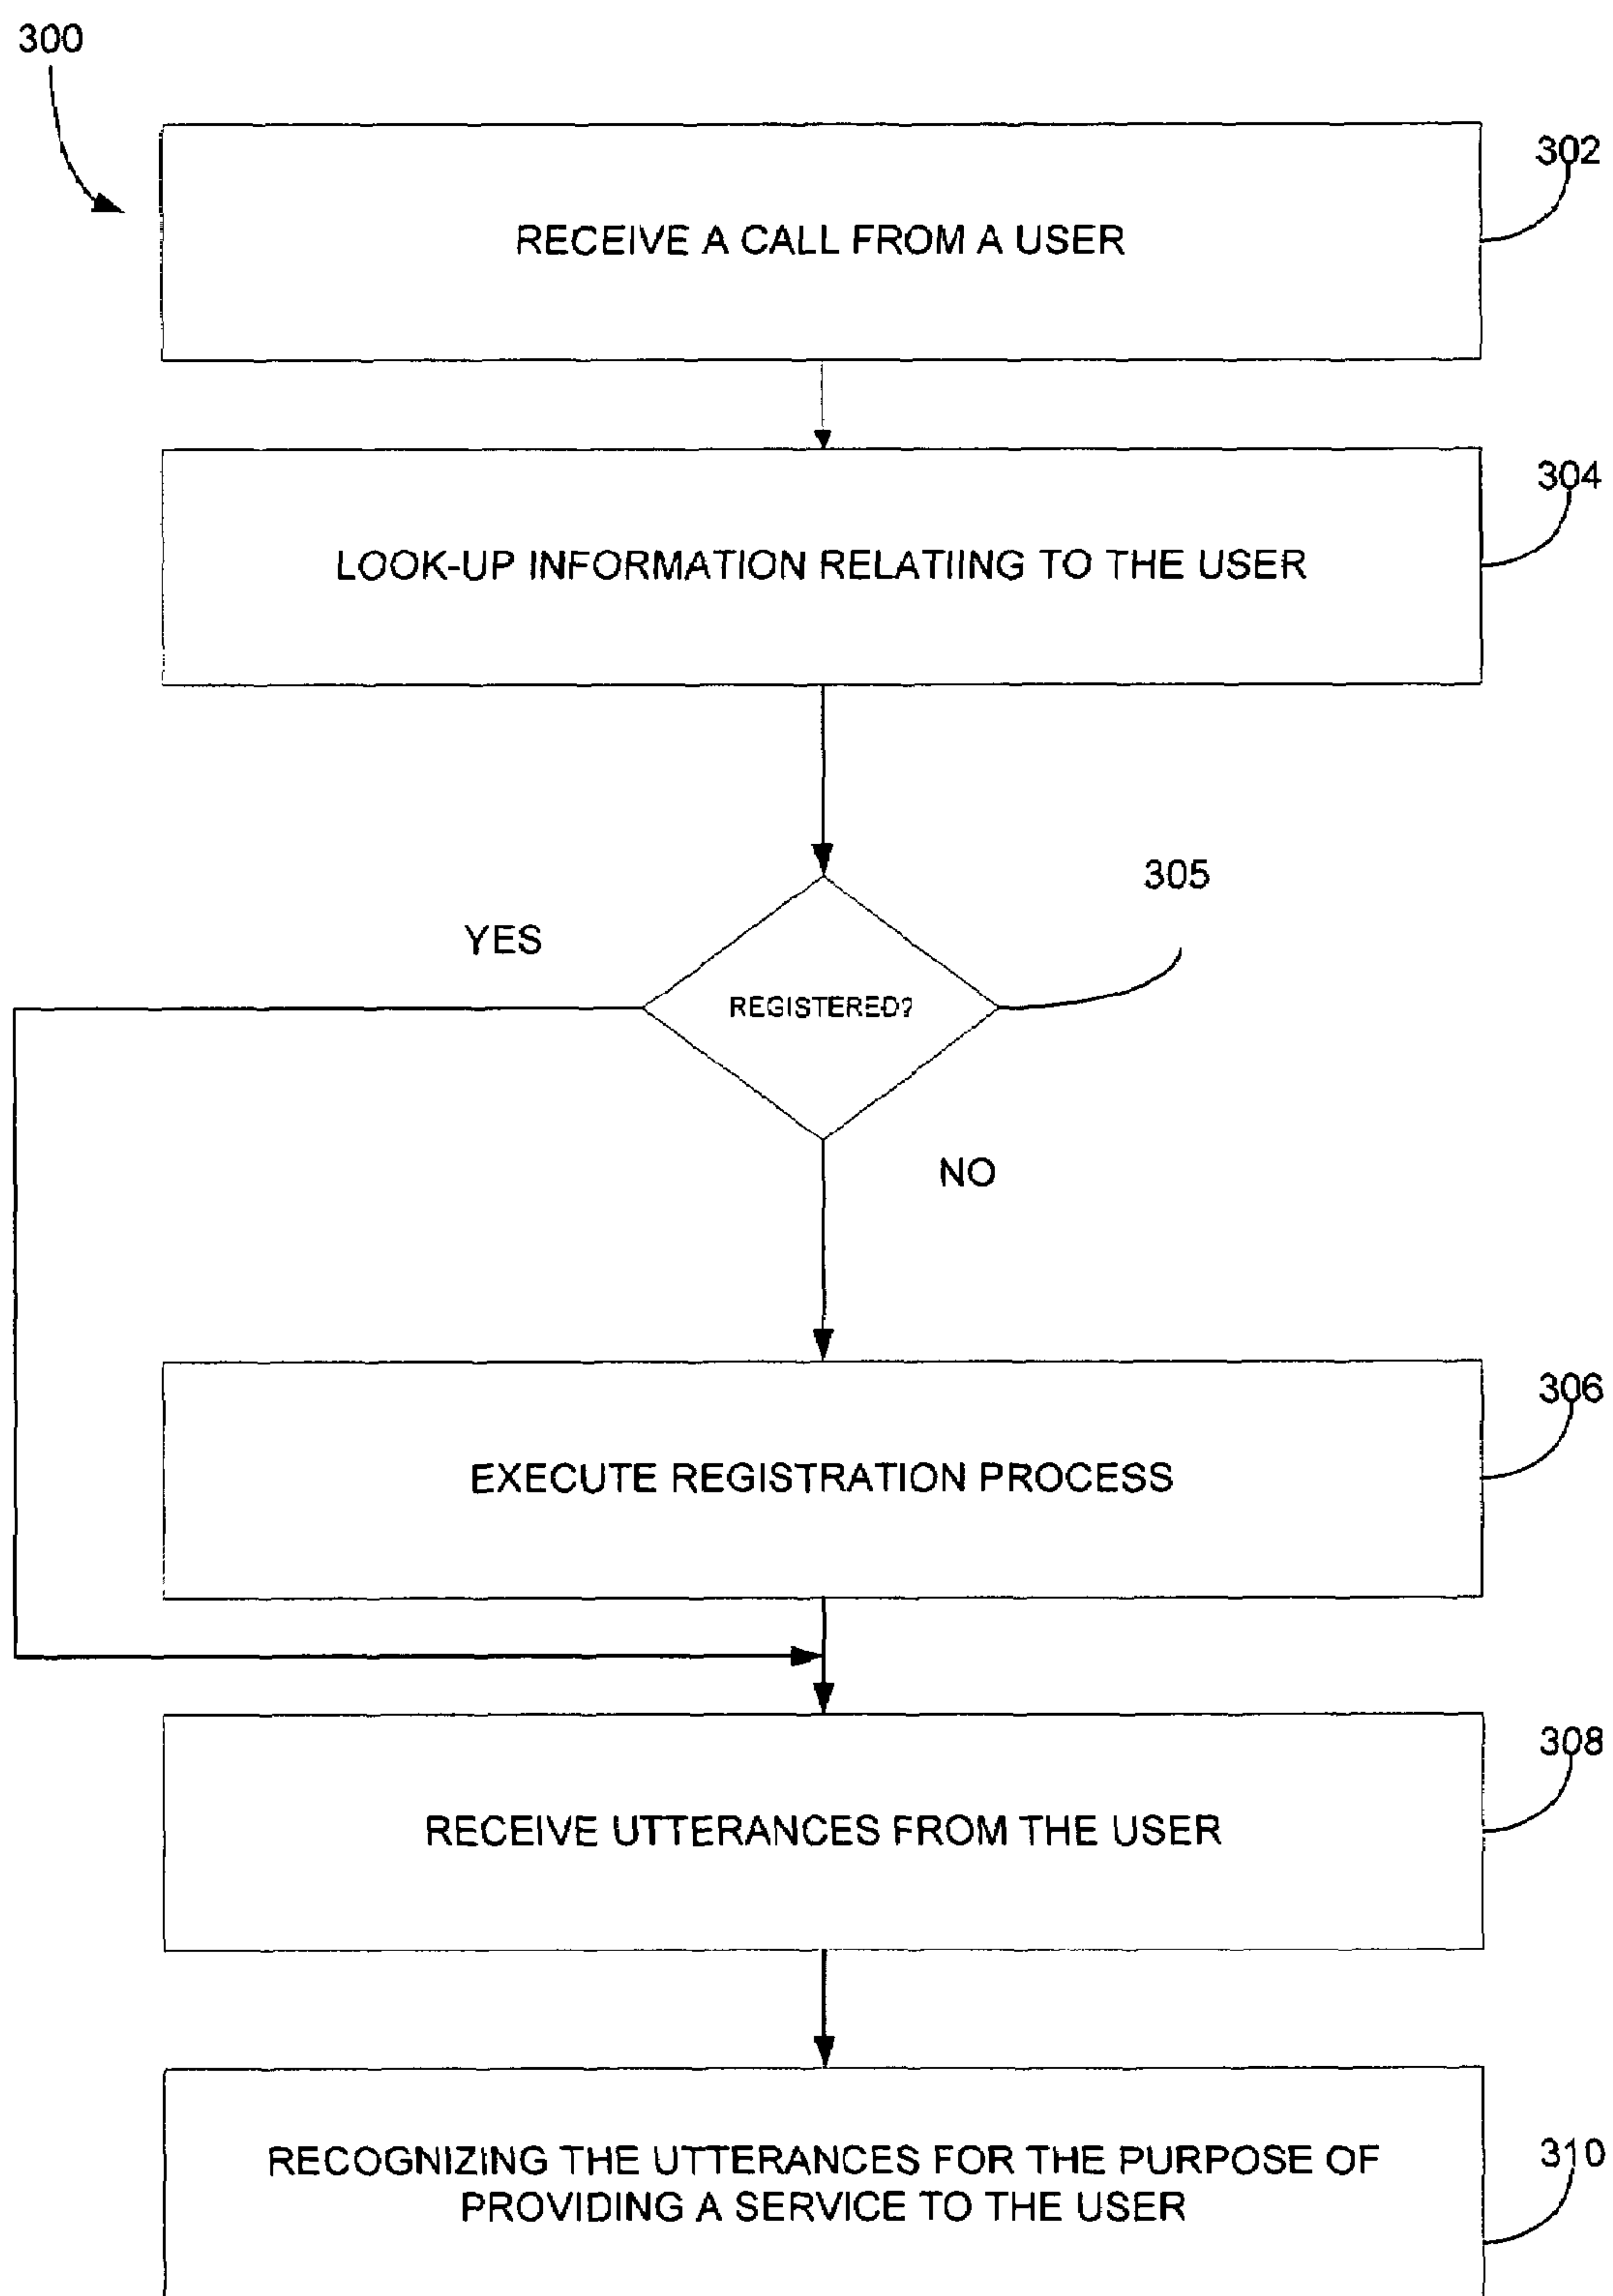 300
302
RECEIVE A CALL FROM A USER
304
LOOK-UP INFORMATION RELATIING TO THE USER
305
YES
REGISTERED?
NO
306
EXECUTE REGISTRATION PROCESS
308
RECEIVE UTTERANCES FROM THE USER
310
RECOGNIZING THE UTTERANCES FOR THE PURPOSE OF
PROVIDING A SERVICE TO THE USER